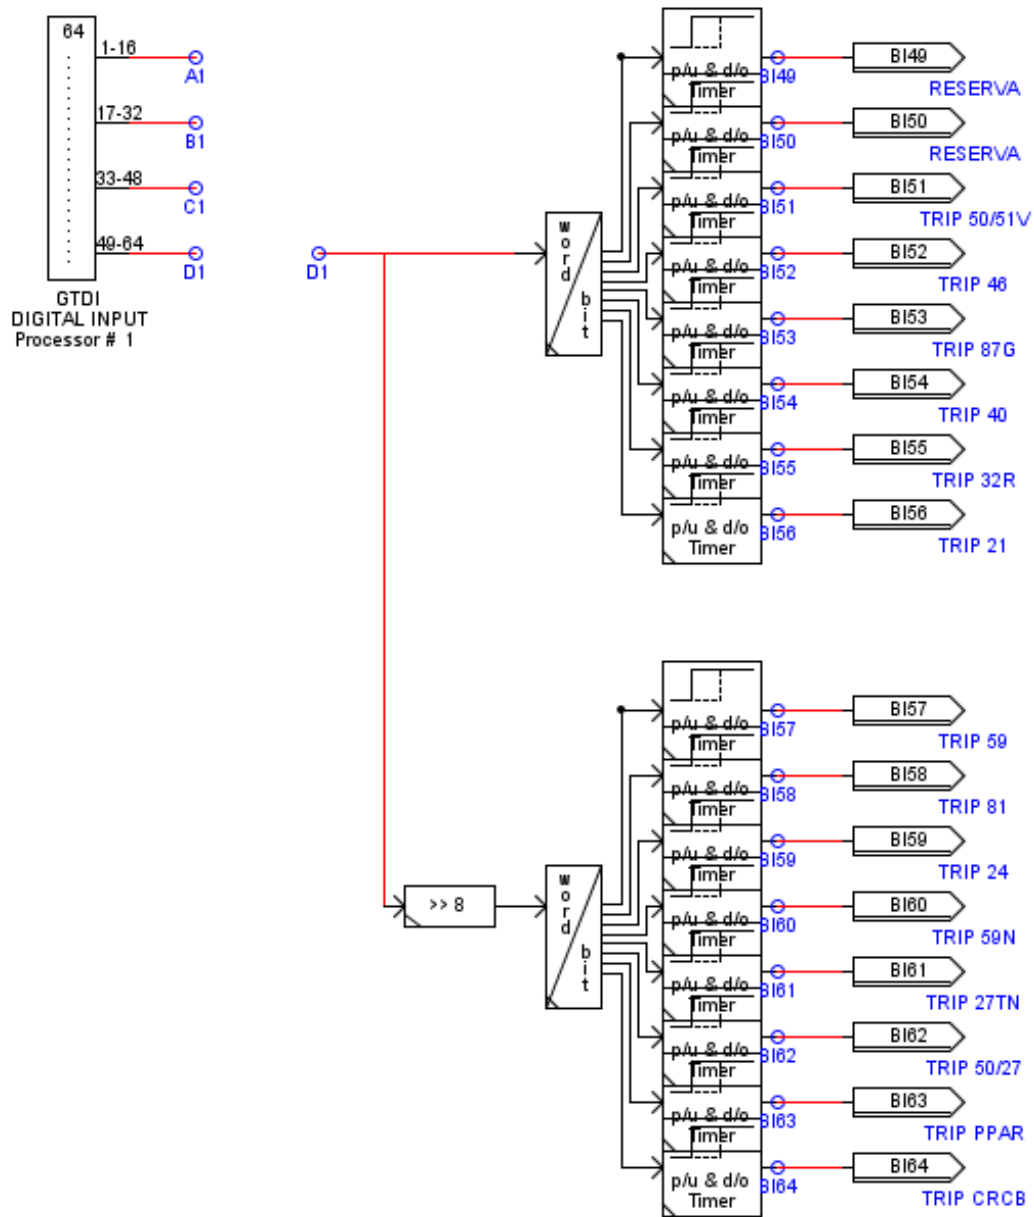 64
1-16
A1
17-32
B1
33-48
C1
49-64
D1
GTDI
DIGITAL INPUT
Processor # 1
D1
word
bit
p/u & d/o
Timer
BI49
BI49
RESERVA
p/u & d/o
Timer
BI50
BI50
RESERVA
p/u & d/o
Timer
BI51
BI51
TRIP 50/51V
p/u & d/o
Timer
BI52
BI52
TRIP 46
p/u & d/o
Timer
BI53
BI53
TRIP 87G
p/u & d/o
Timer
BI54
BI54
TRIP 40
p/u & d/o
Timer
BI55
BI55
TRIP 32R
p/u & d/o
Timer
BI56
BI56
TRIP 21
>> 8
word
bit
p/u & d/o
Timer
BI57
BI57
TRIP 59
p/u & d/o
Timer
BI58
BI58
TRIP 81
p/u & d/o
Timer
BI59
BI59
TRIP 24
p/u & d/o
Timer
BI60
BI60
TRIP 59N
p/u & d/o
Timer
BI61
BI61
TRIP 27TN
p/u & d/o
Timer
BI62
BI62
TRIP 50/27
p/u & d/o
Timer
BI63
BI63
TRIP PPAR
p/u & d/o
Timer
BI64
BI64
TRIP CRCB